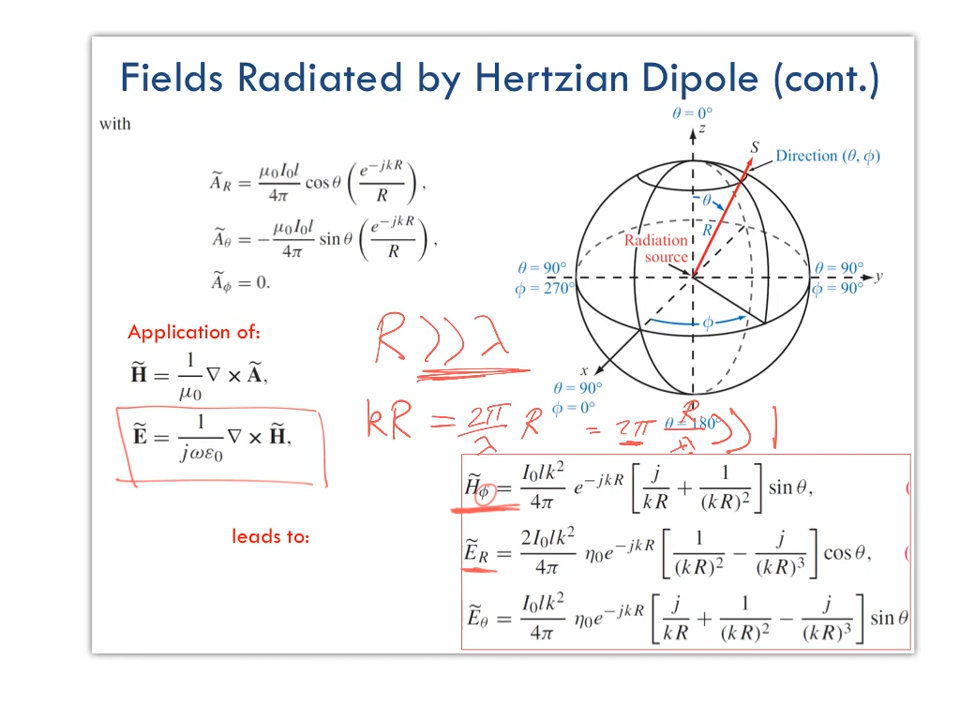 Fields Radiated by Hertzian Dipole (cont.)
with
Ã_R = μ₀I₀l/4π cos θ (e^−jkR/R),
Ã_θ = −μ₀I₀l/4π sin θ (e^−jkR/R),
Ã_ϕ = 0.
θ = 0°
z
S
Direction (θ, ϕ)
θ
R
Radiation
source
θ = 90°
ϕ = 270°
θ = 90°
ϕ = 90°
y
ϕ
x
θ = 90°
ϕ = 0°
θ = 180°
Application of:
H̃ = 1/μ₀ ∇ × Ã,
Ẽ = 1/jωε₀ ∇ × H̃,
R >> λ
kR = 2π/λ R = 2π R/λ >> 1
leads to:
H̃_ϕ = I₀lk²/4π e^−jkR [j/kR + 1/(kR)²] sin θ, (
Ẽ_R = 2I₀lk²/4π η₀e^−jkR [1/(kR)² − j/(kR)³] cos θ, (
Ẽ_θ = I₀lk²/4π η₀e^−jkR [j/kR + 1/(kR)² − j/(kR)³] sin θ